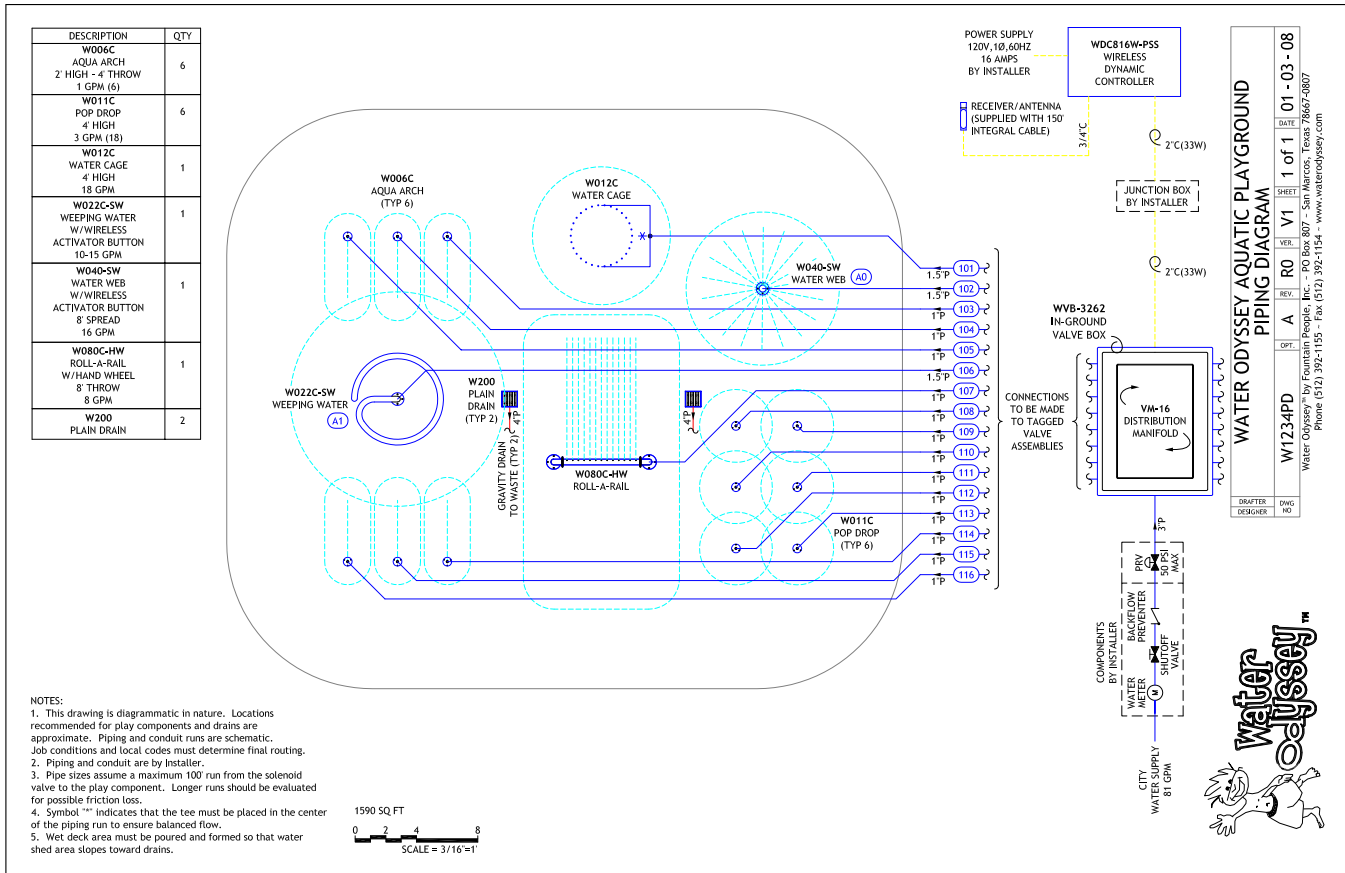 DESCRIPTION QTY
W006C
AQUA ARCH
2' HIGH - 4' THROW
1 GPM (6)
6
W011C
POP DROP
4' HIGH
3 GPM (18)
6
W012C
WATER CAGE
4' HIGH
18 GPM
1
W022C-SW
WEEPING WATER
W/WIRELESS
ACTIVATOR BUTTON
10-15 GPM
1
W040-SW
WATER WEB
W/WIRELESS
ACTIVATOR BUTTON
8' SPREAD
16 GPM
1
W080C-HW
ROLL-A-RAIL
W/HAND WHEEL
8' THROW
8 GPM
1
W200
PLAIN DRAIN
2
W006C
AQUA ARCH
(TYP 6)
W012C
WATER CAGE
*
W040-SW
WATER WEB
A0
W022C-SW
WEEPING WATER
A1
W200
PLAIN
DRAIN
(TYP 2)
4"P
4"P
GRAVITY DRAIN
TO WASTE (TYP 2)
W080C-HW
ROLL-A-RAIL
W011C
POP DROP
(TYP 6)
101
1.5"P
102
1.5"P
103
1"P
104
1"P
105
1"P
106
1.5"P
107
1"P
108
1"P
109
1"P
110
1"P
111
1"P
112
1"P
113
1"P
114
1"P
115
1"P
116
1"P
CONNECTIONS
TO BE MADE
TO TAGGED
VALVE
ASSEMBLIES
POWER SUPPLY
120V,1Ø,60HZ
16 AMPS
BY INSTALLER
WDC816W-PSS
WIRELESS
DYNAMIC
CONTROLLER
RECEIVER/ANTENNA
(SUPPLIED WITH 150'
INTEGRAL CABLE)
3/4"C
2"C(33W)
JUNCTION BOX
BY INSTALLER
2"C(33W)
WVB-3262
IN-GROUND
VALVE BOX
VM-16
DISTRIBUTION
MANIFOLD
3"P
PRV
50 PSI
MAX
BACKFLOW
PREVENTER
SHUTOFF
VALVE
WATER
METER
M
COMPONENTS
BY INSTALLER
CITY
WATER SUPPLY
81 GPM
WATER ODYSSEY AQUATIC PLAYGROUND
PIPING DIAGRAM
DRAFTER
DESIGNER
DWG
NO
W1234PD
OPT.
A
REV.
R0
VER.
V1
SHEET
1 of 1
DATE
01 - 03 - 08
Water Odyssey™ by Fountain People, Inc. - PO Box 807 - San Marcos, Texas 78667-0807
Phone (512) 392-1155 - Fax (512) 392-1154 - www.waterodyssey.com
Water
Odyssey™
NOTES:
1. This drawing is diagrammatic in nature. Locations
recommended for play components and drains are
approximate. Piping and conduit runs are schematic.
Job conditions and local codes must determine final routing.
2. Piping and conduit are by Installer.
3. Pipe sizes assume a maximum 100' run from the solenoid
valve to the play component. Longer runs should be evaluated
for possible friction loss.
4. Symbol "*" indicates that the tee must be placed in the center
of the piping run to ensure balanced flow.
5. Wet deck area must be poured and formed so that water
shed area slopes toward drains.
1590 SQ FT
0 2 4 8
SCALE = 3/16"=1'